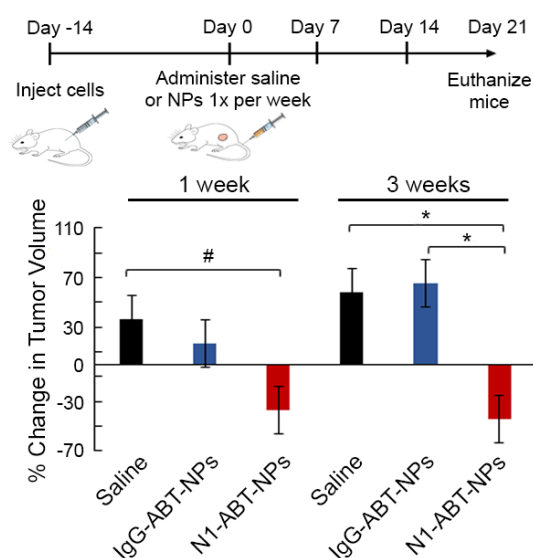 Day -14 Day 0 Day 7 Day 14 Day 21
Inject cells
Administer saline
or NPs 1x per week
Euthanize
mice
1 week 3 weeks
% Change in Tumor Volume
110
70
30
0
-30
-70
#
*
*
Saline
IgG-ABT-NPs
N1-ABT-NPs
Saline
IgG-ABT-NPs
N1-ABT-NPs